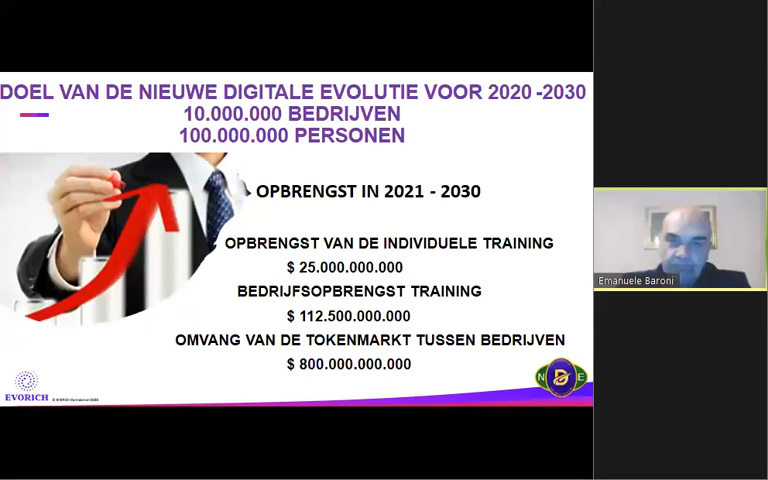 DOEL VAN DE NIEUWE DIGITALE EVOLUTIE VOOR 2020 -2030
10.000.000 BEDRIJVEN
100.000.000 PERSONEN
OPBRENGST IN 2021 - 2030
OPBRENGST VAN DE INDIVIDUELE TRAINING
$ 25.000.000.000
BEDRIJFSOPBRENGST TRAINING
$ 112.500.000.000
OMVANG VAN DE TOKENMARKT TUSSEN BEDRIJVEN
$ 800.000.000.000
Emanuele Baroni
N D E
EVORICH